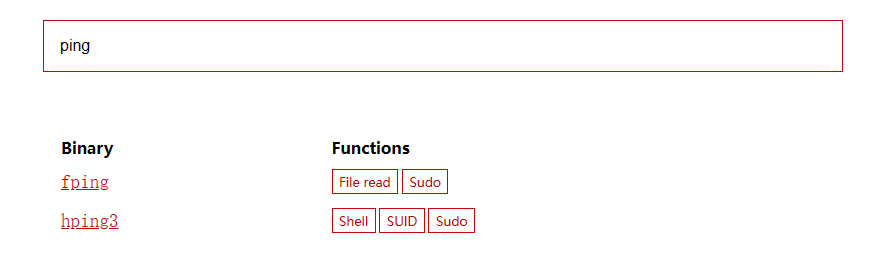 ping
Binary Functions
fping File read Sudo
hping3 Shell SUID Sudo